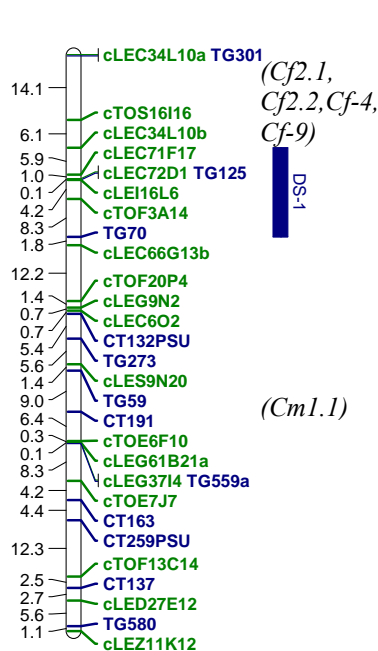 cLEC34L10a TG301
14.1
cTOS16I16
6.1
cLEC34L10b
5.9
cLEC71F17
1.0
cLEC72D1 TG125
0.1
cLEI16L6
4.2
cTOF3A14
8.3
TG70
1.8
cLEC66G13b
12.2
cTOF20P4
1.4
cLEG9N2
0.7
cLEC6O2
0.7
CT132PSU
5.4
TG273
5.6
cLES9N20
1.4
TG59
9.0
CT191
6.4
cTOE6F10
0.3
cLEG61B21a
0.1
cLEG37I4 TG559a
8.3
cTOE7J7
4.2
CT163
4.4
CT259PSU
12.3
cTOF13C14
2.5
CT137
2.7
cLED27E12
5.6
TG580
1.1
cLEZ11K12
(Cf2.1,
Cf2.2,Cf-4,
Cf-9)
DS-1
(Cm1.1)